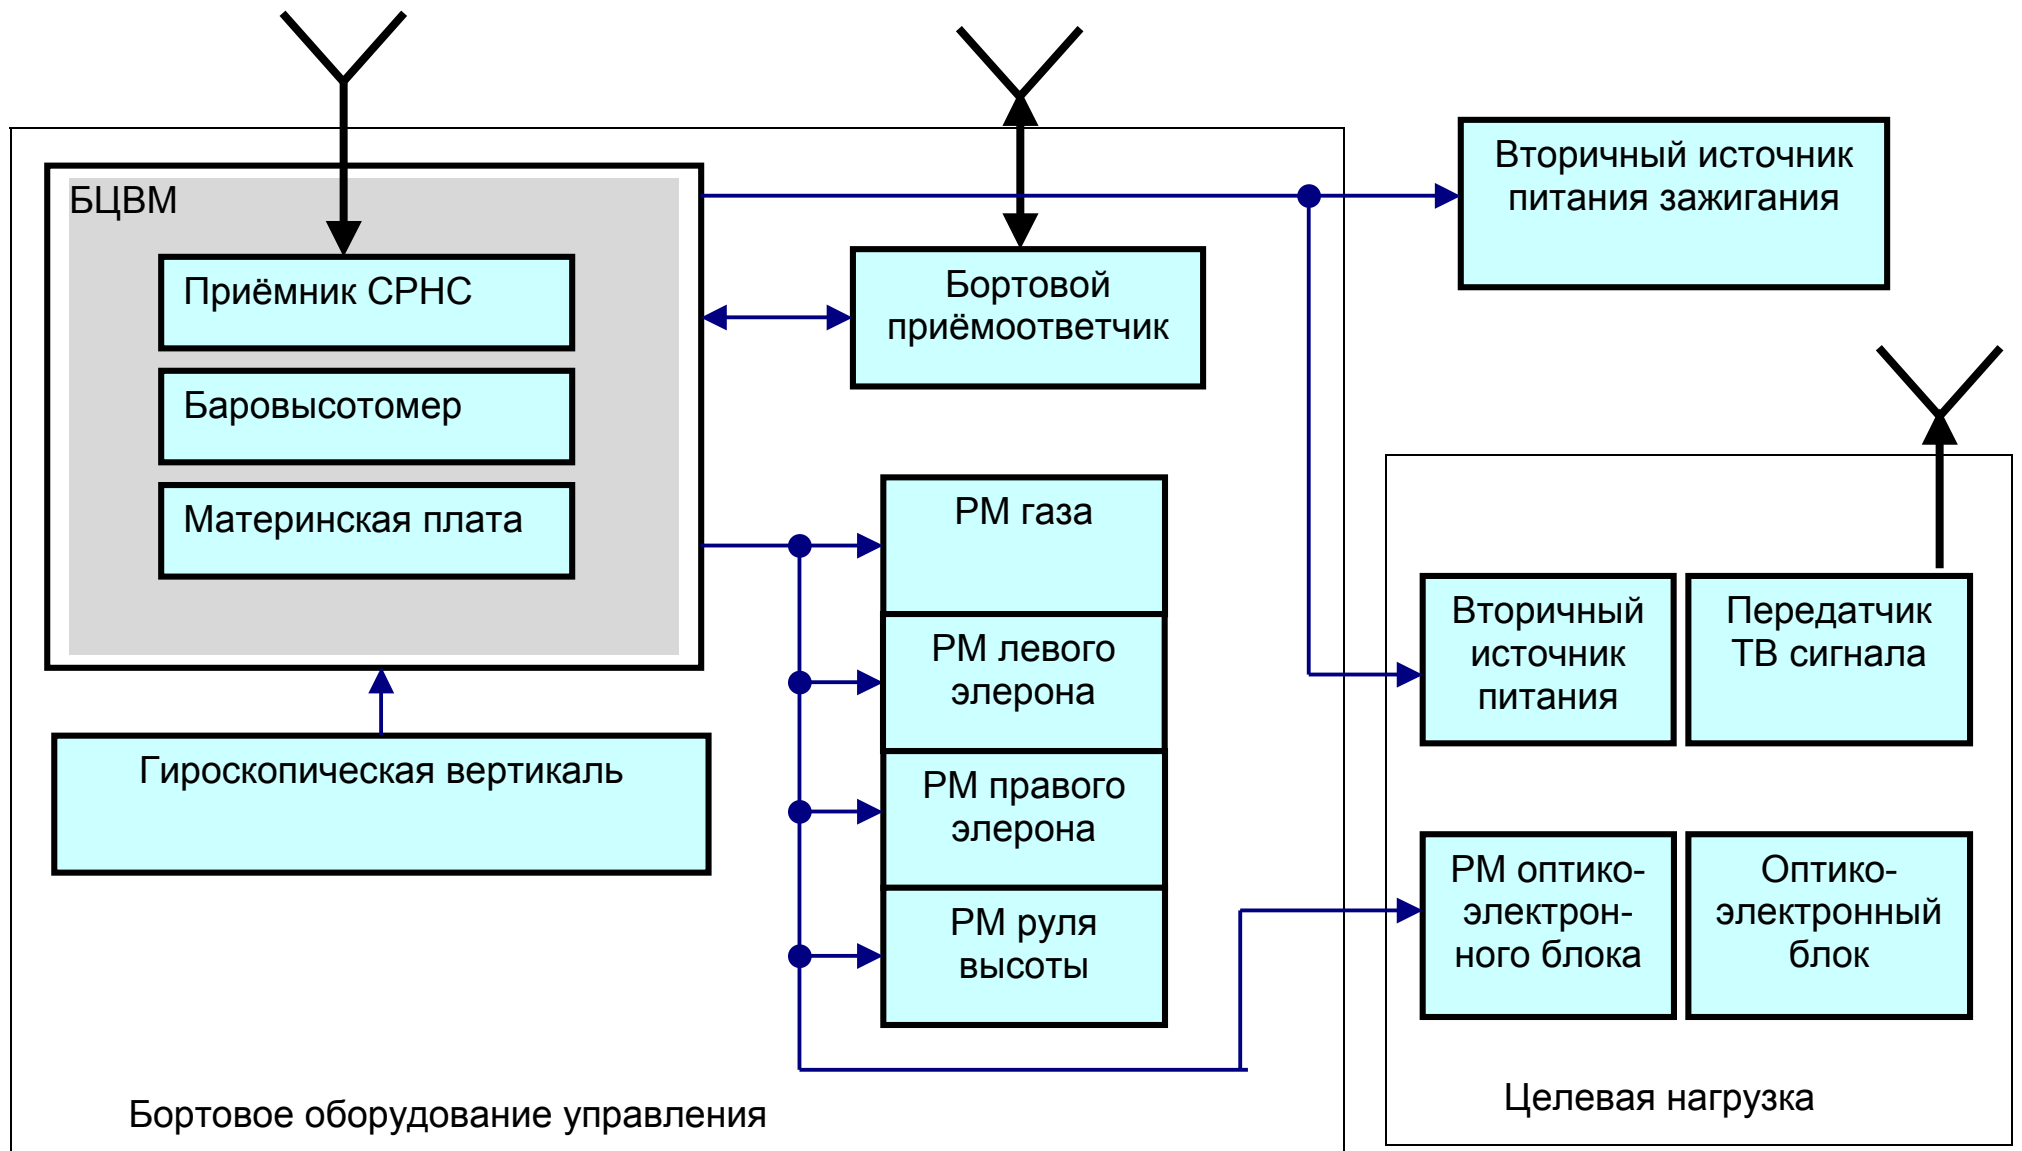 БЦВМ
Приёмник СРНС
Баровысотомер
Материнская плата
Гироскопическая вертикаль
Бортовой
приёмоответчик
РМ газа
РМ левого
элерона
РМ правого
элерона
РМ руля
высоты
Бортовое оборудование управления
Вторичный источник
питания зажигания
Вторичный
источник
питания
Передатчик
ТВ сигнала
РМ оптико-
электрон-
ного блока
Оптико-
электронный
блок
Целевая нагрузка